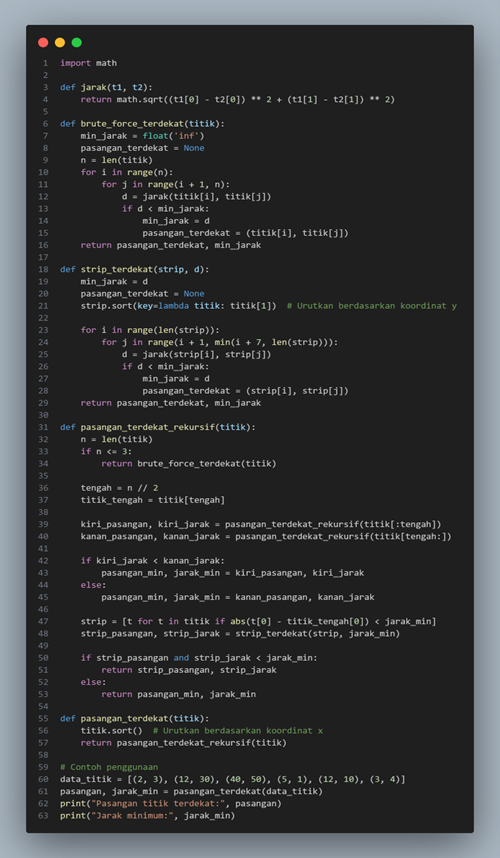 1 import math
2
3 def jarak(t1, t2):
4     return math.sqrt((t1[0] - t2[0]) ** 2 + (t1[1] - t2[1]) ** 2)
5
6 def brute_force_terdekat(titik):
7     min_jarak = float('inf')
8     pasangan_terdekat = None
9     n = len(titik)
10     for i in range(n):
11         for j in range(i + 1, n):
12             d = jarak(titik[i], titik[j])
13             if d < min_jarak:
14                 min_jarak = d
15                 pasangan_terdekat = (titik[i], titik[j])
16     return pasangan_terdekat, min_jarak
17
18 def strip_terdekat(strip, d):
19     min_jarak = d
20     pasangan_terdekat = None
21     strip.sort(key=lambda titik: titik[1])  # Urutkan berdasarkan koordinat y
22
23     for i in range(len(strip)):
24         for j in range(i + 1, min(i + 7, len(strip))):
25             d = jarak(strip[i], strip[j])
26             if d < min_jarak:
27                 min_jarak = d
28                 pasangan_terdekat = (strip[i], strip[j])
29     return pasangan_terdekat, min_jarak
30
31 def pasangan_terdekat_rekursif(titik):
32     n = len(titik)
33     if n <= 3:
34         return brute_force_terdekat(titik)
35
36     tengah = n // 2
37     titik_tengah = titik[tengah]
38
39     kiri_pasangan, kiri_jarak = pasangan_terdekat_rekursif(titik[:tengah])
40     kanan_pasangan, kanan_jarak = pasangan_terdekat_rekursif(titik[tengah:])
41
42     if kiri_jarak < kanan_jarak:
43         pasangan_min, jarak_min = kiri_pasangan, kiri_jarak
44     else:
45         pasangan_min, jarak_min = kanan_pasangan, kanan_jarak
46
47     strip = [t for t in titik if abs(t[0] - titik_tengah[0]) < jarak_min]
48     strip_pasangan, strip_jarak = strip_terdekat(strip, jarak_min)
49
50     if strip_pasangan and strip_jarak < jarak_min:
51         return strip_pasangan, strip_jarak
52     else:
53         return pasangan_min, jarak_min
54
55 def pasangan_terdekat(titik):
56     titik.sort()  # Urutkan berdasarkan koordinat x
57     return pasangan_terdekat_rekursif(titik)
58
59 # Contoh penggunaan
60 data_titik = [(2, 3), (12, 30), (40, 50), (5, 1), (12, 10), (3, 4)]
61 pasangan, jarak_min = pasangan_terdekat(data_titik)
62 print("Pasangan titik terdekat:", pasangan)
63 print("Jarak minimum:", jarak_min)